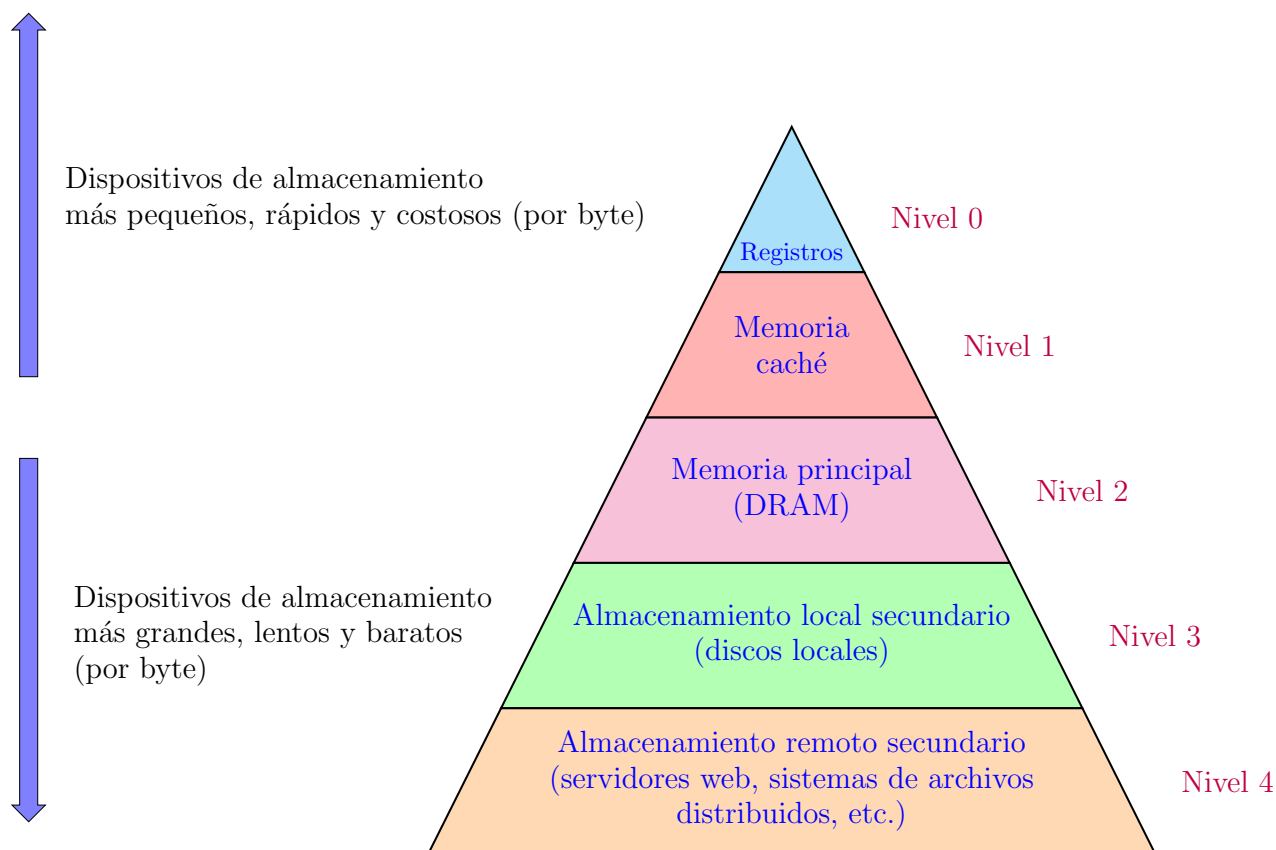 Dispositivos de almacenamiento
más pequeños, rápidos y costosos (por byte)
Nivel 0
Registros
Memoria
caché
Nivel 1
Memoria principal
(DRAM)
Nivel 2
Dispositivos de almacenamiento
más grandes, lentos y baratos
(por byte)
Almacenamiento local secundario
(discos locales)
Nivel 3
Almacenamiento remoto secundario
(servidores web, sistemas de archivos
distribuidos, etc.)
Nivel 4